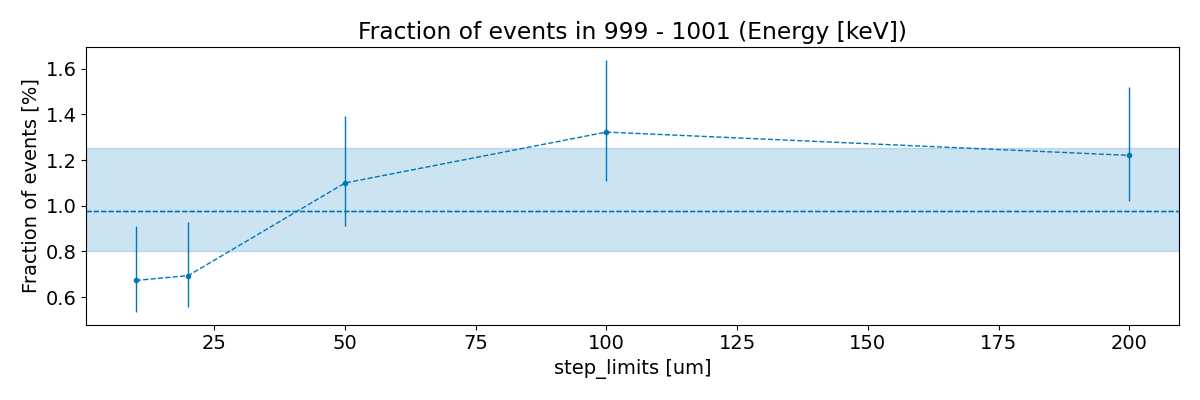 Fraction of events in 999 - 1001 (Energy [keV])
Fraction of events [%]
1.6
1.4
1.2
1.0
0.8
0.6
25 50 75 100 125 150 175 200
step_limits [um]